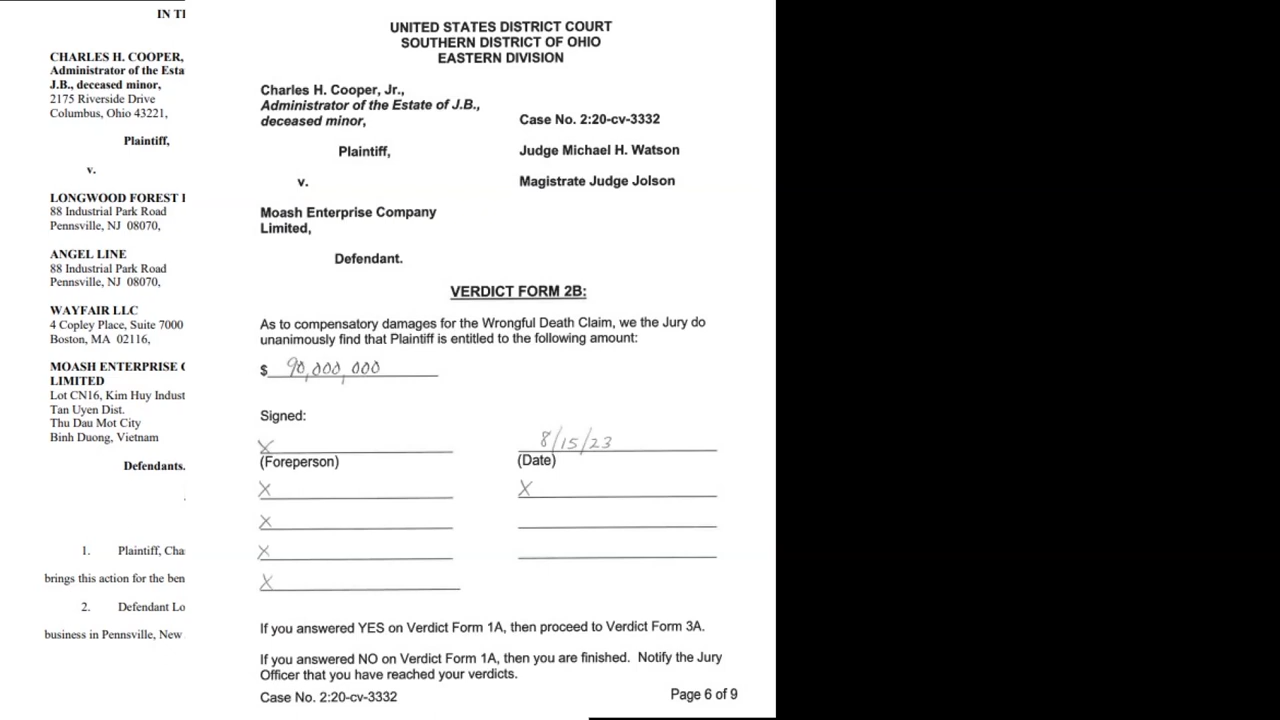 IN TH
CHARLES H. COOPER,
Administrator of the Esta
J.B., deceased minor,
2175 Riverside Drive
Columbus, Ohio 43221,
Plaintiff,
v.
LONGWOOD FOREST
88 Industrial Park Road
Pennsville, NJ 08070,
ANGEL LINE
88 Industrial Park Road
Pennsville, NJ 08070,
WAYFAIR LLC
4 Copley Place, Suite 7000
Boston, MA 02116,
MOASH ENTERPRISE C
LIMITED
Lot CN16, Kim Huy Indust
Tan Uyen Dist.
Thu Dau Mot City
Binh Duong, Vietnam
Defendants.
1. Plaintiff, Cha
brings this action for the ben
2. Defendant Lo
business in Pennsville, New
UNITED STATES DISTRICT COURT
SOUTHERN DISTRICT OF OHIO
EASTERN DIVISION
Charles H. Cooper, Jr.,
Administrator of the Estate of J.B.,
deceased minor,
Case No. 2:20-cv-3332
Plaintiff,
Judge Michael H. Watson
v.
Magistrate Judge Jolson
Moash Enterprise Company
Limited,
Defendant.
VERDICT FORM 2B:
As to compensatory damages for the Wrongful Death Claim, we the Jury do
unanimously find that Plaintiff is entitled to the following amount:
$ 90,000,000
Signed:
X 8/15/23
(Foreperson) (Date)
X X
X
X
X
If you answered YES on Verdict Form 1A, then proceed to Verdict Form 3A.
If you answered NO on Verdict Form 1A, then you are finished. Notify the Jury
Officer that you have reached your verdicts.
Case No. 2:20-cv-3332 Page 6 of 9